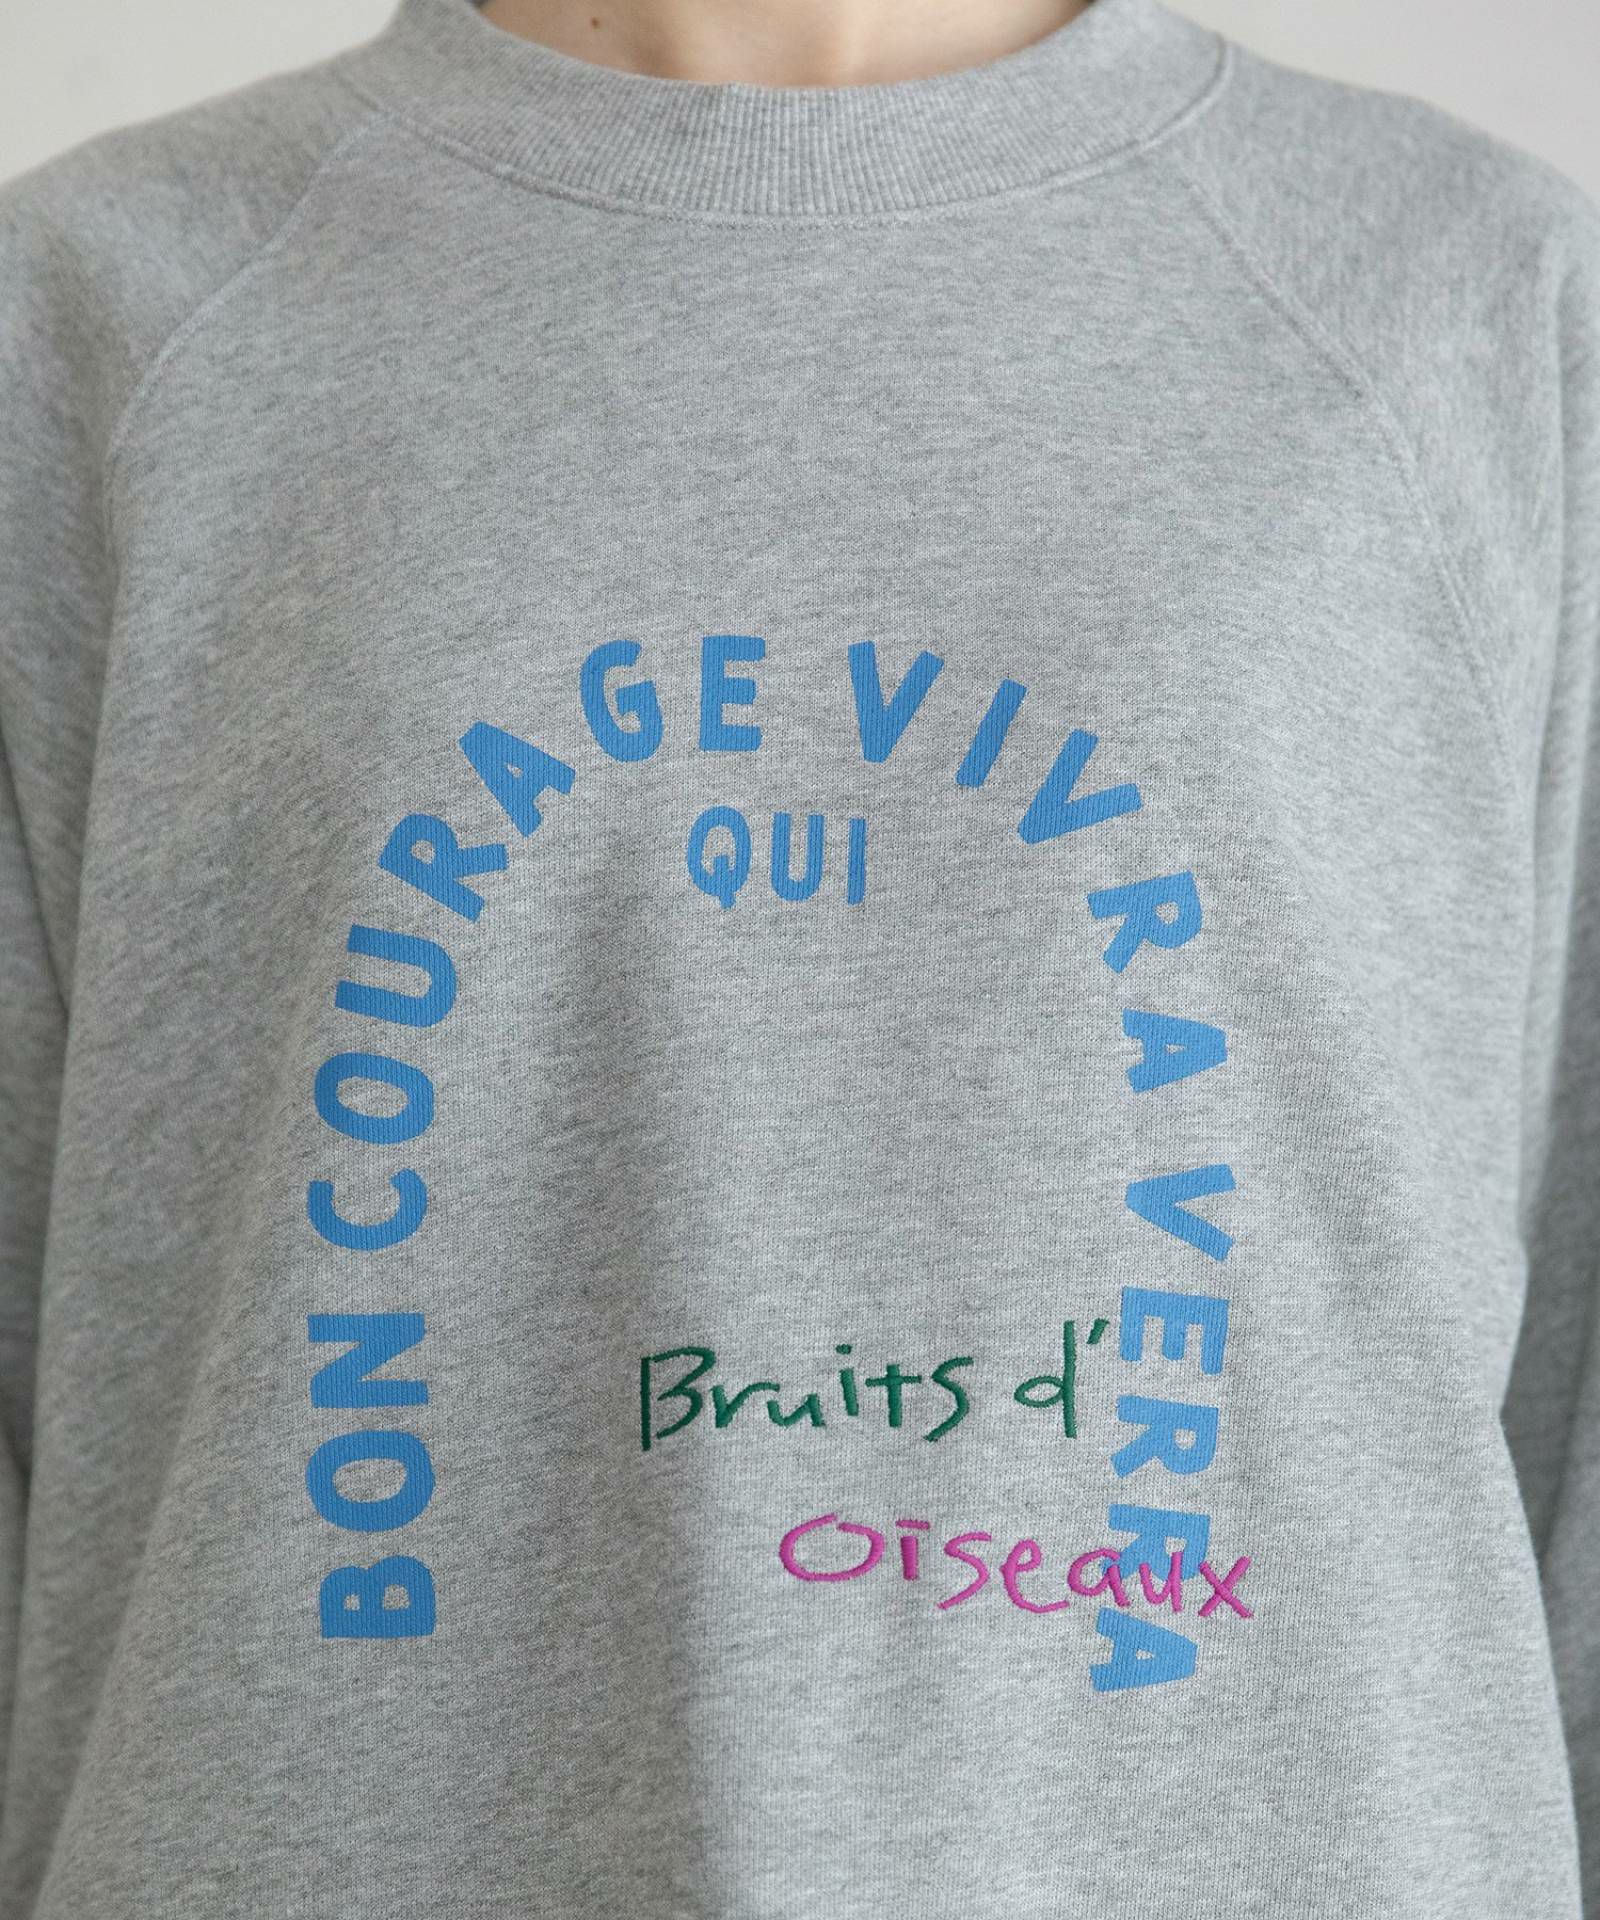 BON COURAGE VIVRA VERRA
QUI
Bruits d'
oiseaux